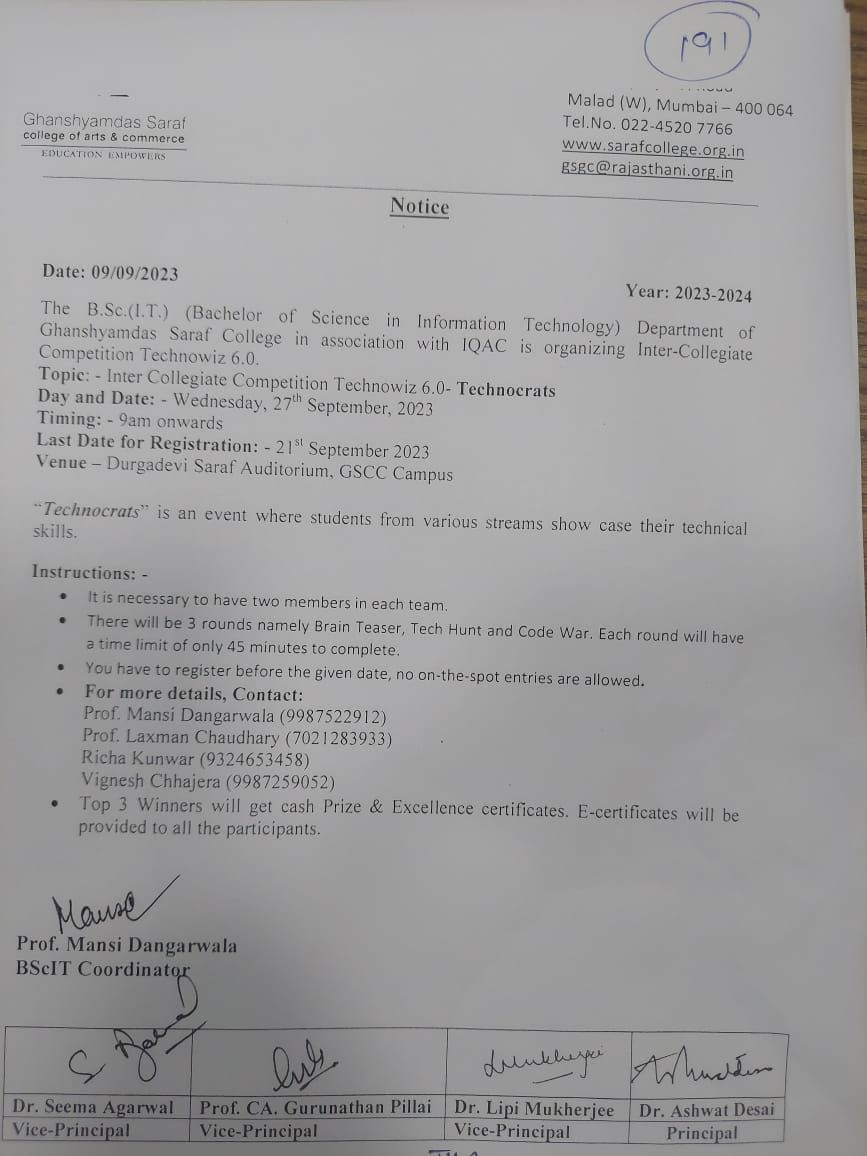 191
Ghanshyamdas Saraf
college of arts & commerce
EDUCATION EMPOWERS
Malad (W), Mumbai – 400 064
Tel.No. 022-4520 7766
www.sarafcollege.org.in
gsgc@rajasthani.org.in
Notice
Date: 09/09/2023
Year: 2023-2024
The B.Sc.(I.T.) (Bachelor of Science in Information Technology) Department of
Ghanshyamdas Saraf College in association with IQAC is organizing Inter-Collegiate
Competition Technowiz 6.0.
Topic: - Inter Collegiate Competition Technowiz 6.0- Technocrats
Day and Date: - Wednesday, 27th September, 2023
Timing: - 9am onwards
Last Date for Registration: - 21st September 2023
Venue – Durgadevi Saraf Auditorium, GSCC Campus
“Technocrats” is an event where students from various streams show case their technical
skills.
Instructions: -
• It is necessary to have two members in each team.
• There will be 3 rounds namely Brain Teaser, Tech Hunt and Code War. Each round will have
a time limit of only 45 minutes to complete.
• You have to register before the given date, no on-the-spot entries are allowed.
• For more details, Contact:
Prof. Mansi Dangarwala (9987522912)
Prof. Laxman Chaudhary (7021283933)
Richa Kunwar (9324653458)
Vignesh Chhajera (9987259052)
• Top 3 Winners will get cash Prize & Excellence certificates. E-certificates will be
provided to all the participants.
Prof. Mansi Dangarwala
BScIT Coordinator
Dr. Seema Agarwal Prof. CA. Gurunathan Pillai Dr. Lipi Mukherjee Dr. Ashwat Desai
Vice-Principal Vice-Principal Vice-Principal Principal